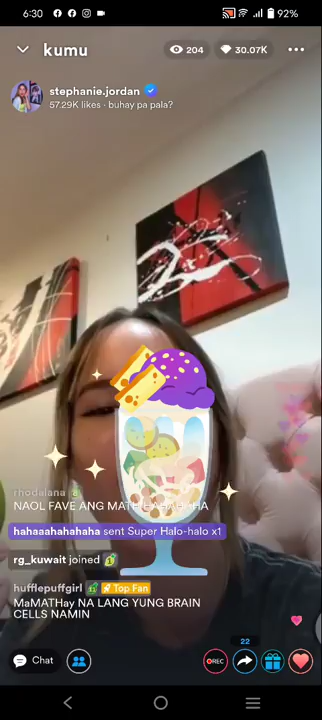 6:30
92%
kumu
204
30.07K
stephanie.jordan
57.29K likes · buhay pa pala?
rhodalana
NAOL FAVE ANG MATH HAHAHHA
hahaaahahahaha sent Super Halo-halo x1
rg_kuwait joined
hufflepuffgirl Top Fan
MaMATHay NA LANG YUNG BRAIN
CELLS NAMIN
22
Chat
REC